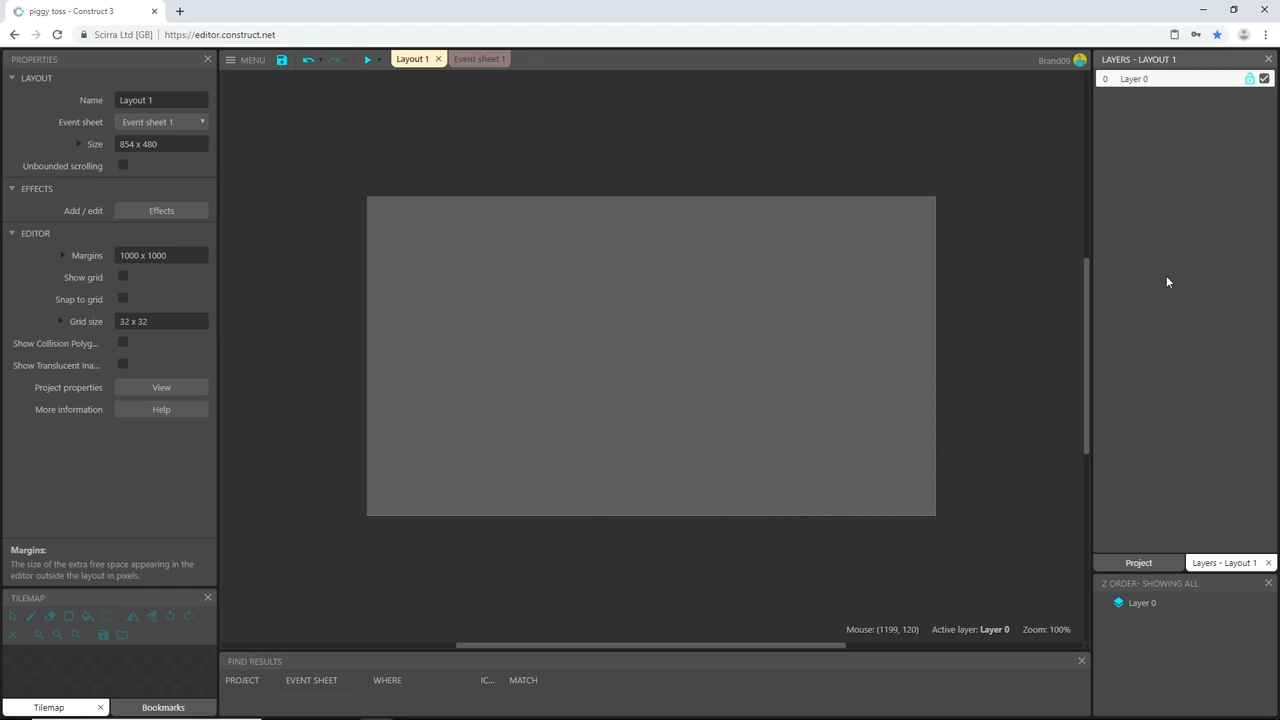 piggy toss - Construct 3
Scirra Ltd [GB] https://editor.construct.net
PROPERTIES
LAYOUT
Name Layout 1
Event sheet Event sheet 1
Size 854 x 480
Unbounded scrolling
EFFECTS
Add / edit Effects
EDITOR
Margins 1000 x 1000
Show grid
Snap to grid
Grid size 32 x 32
Show Collision Polyg...
Show Translucent Ina...
Project properties View
More information Help
Margins:
The size of the extra free space appearing in the
editor outside the layout in pixels.
TILEMAP
Tilemap Bookmarks
MENU Layout 1 Event sheet 1 Brand09
Mouse: (1199, 120) Active layer: Layer 0 Zoom: 100%
FIND RESULTS
PROJECT EVENT SHEET WHERE IC... MATCH
LAYERS - LAYOUT 1
0 Layer 0
Project Layers - Layout 1
Z ORDER- SHOWING ALL
Layer 0